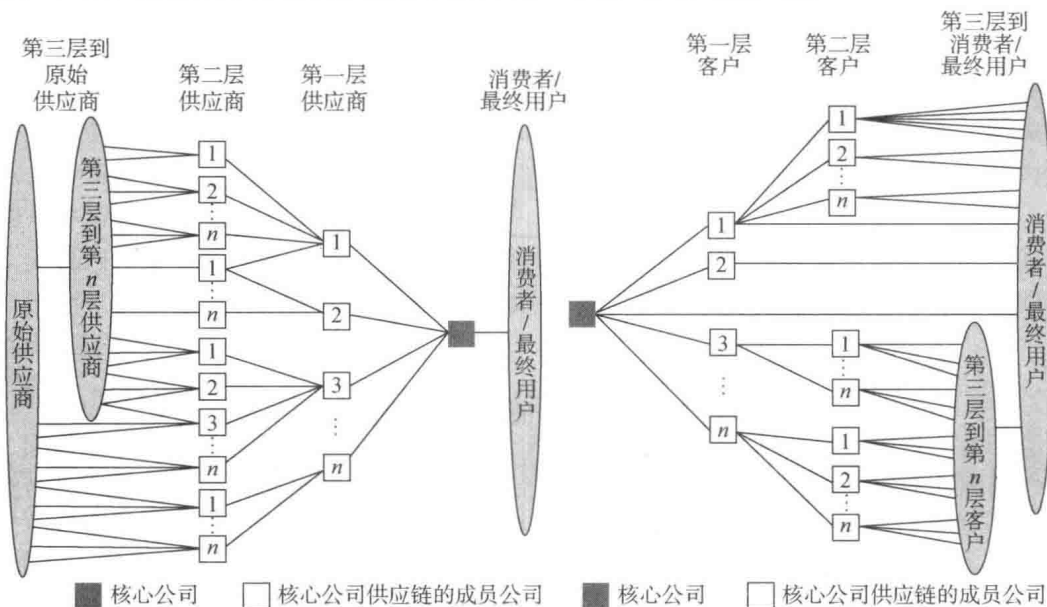 第三层到
原始
供应商
第二层
供应商
第一层
供应商
消费者/
最终用户
第一层
客户
第二层
客户
第三层到
消费者/
最终用户
原始供应商
第三层到第n层供应商
1
2
⋮
n
1
⋮
n
1
2
3
⋮
n
1
⋮
n
1
2
3
⋮
n
消费者/最终用户
1
2
3
⋮
n
1
2
⋮
n
1
⋮
n
1
2
⋮
n
第三层到第n层客户
消费者/最终用户
核心公司
核心公司供应链的成员公司
核心公司
核心公司供应链的成员公司